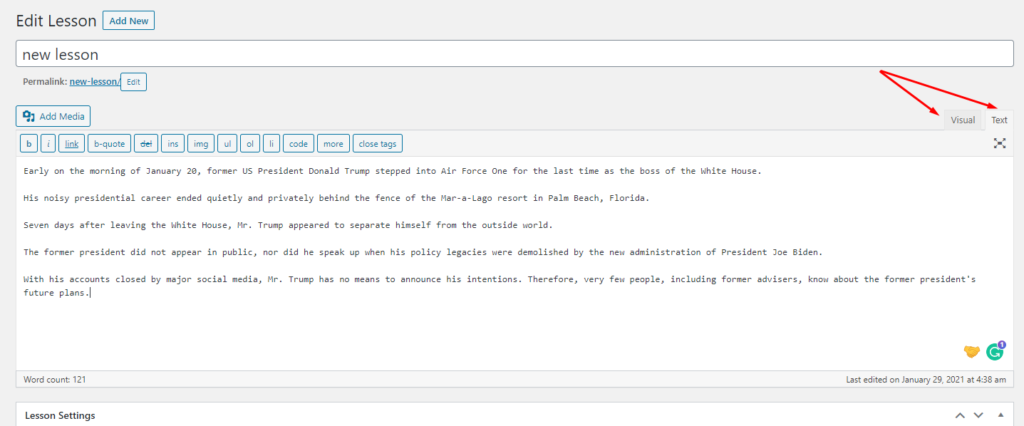 Edit Lesson Add New
new lesson
Permalink: new-lesson/ Edit
Add Media Visual Text
b i link b-quote del ins img ul ol li code more close tags
Early on the morning of January 20, former US President Donald Trump stepped into Air Force One for the last time as the boss of the White House.
His noisy presidential career ended quietly and privately behind the fence of the Mar-a-Lago resort in Palm Beach, Florida.
Seven days after leaving the White House, Mr. Trump appeared to separate himself from the outside world.
The former president did not appear in public, nor did he speak up when his policy legacies were demolished by the new administration of President Joe Biden.
With his accounts closed by major social media, Mr. Trump has no means to announce his intentions. Therefore, very few people, including former advisers, know about the former president's
future plans.
1
Word count: 121 Last edited on January 29, 2021 at 4:38 am
Lesson Settings